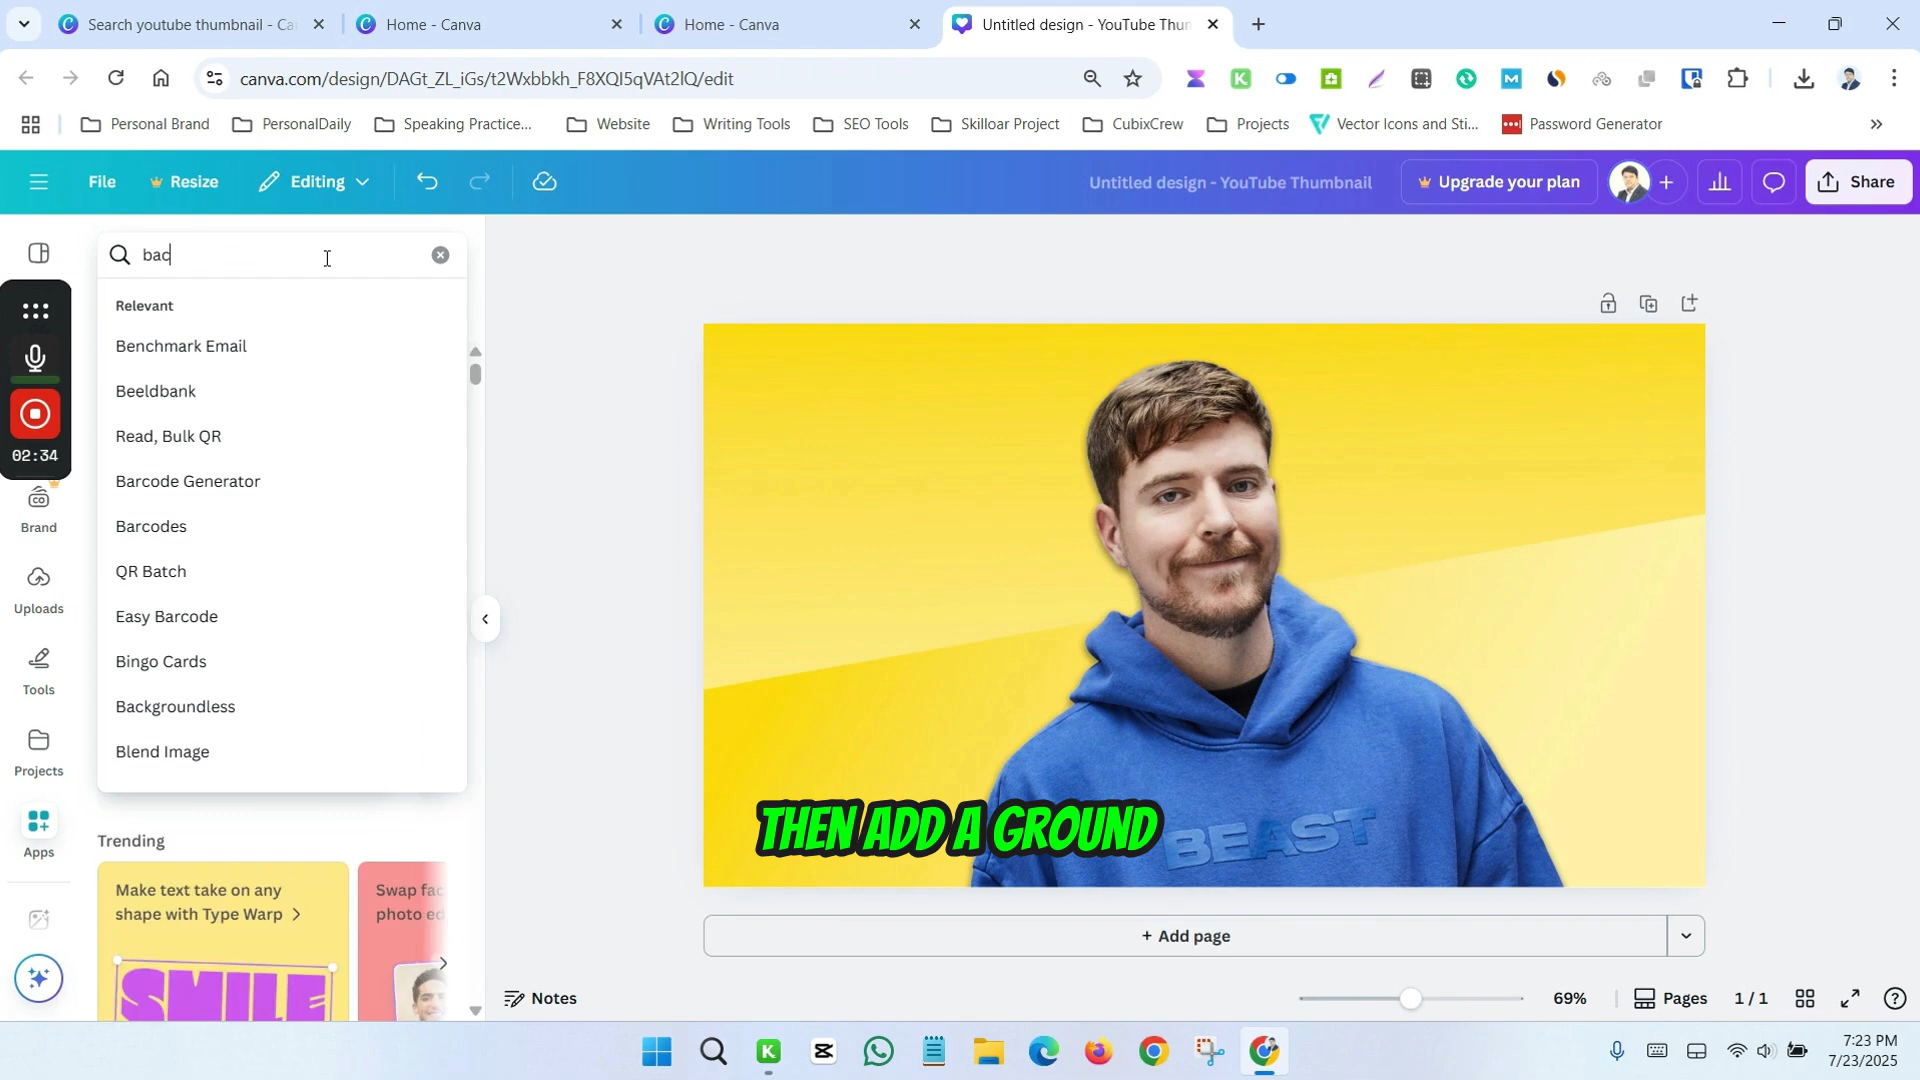 Search youtube thumbnail - Ca
Home - Canva
Home - Canva
Untitled design - YouTube Thun
canva.com/design/DAGt_ZL_iGs/t2Wxbbkh_F8XQI5qVAt2lQ/edit
Personal Brand
PersonalDaily
Speaking Practice...
Website
Writing Tools
SEO Tools
Skilloar Project
CubixCrew
Projects
Vector Icons and Sti...
Password Generator
»
File
Resize
Editing
Untitled design - YouTube Thumbnail
Upgrade your plan
Share
bac
Relevant
Benchmark Email
Beeldbank
Read, Bulk QR
Barcode Generator
Barcodes
QR Batch
Easy Barcode
Bingo Cards
Backgroundless
Blend Image
02:34
Brand
Uploads
Tools
Projects
Apps
Trending
Make text take on any
shape with Type Warp
Swap fac
photo ed
SMILE
BEAST
THEN ADD A GROUND
+ Add page
Notes
69%
Pages
1 / 1
7:23 PM
7/23/2025